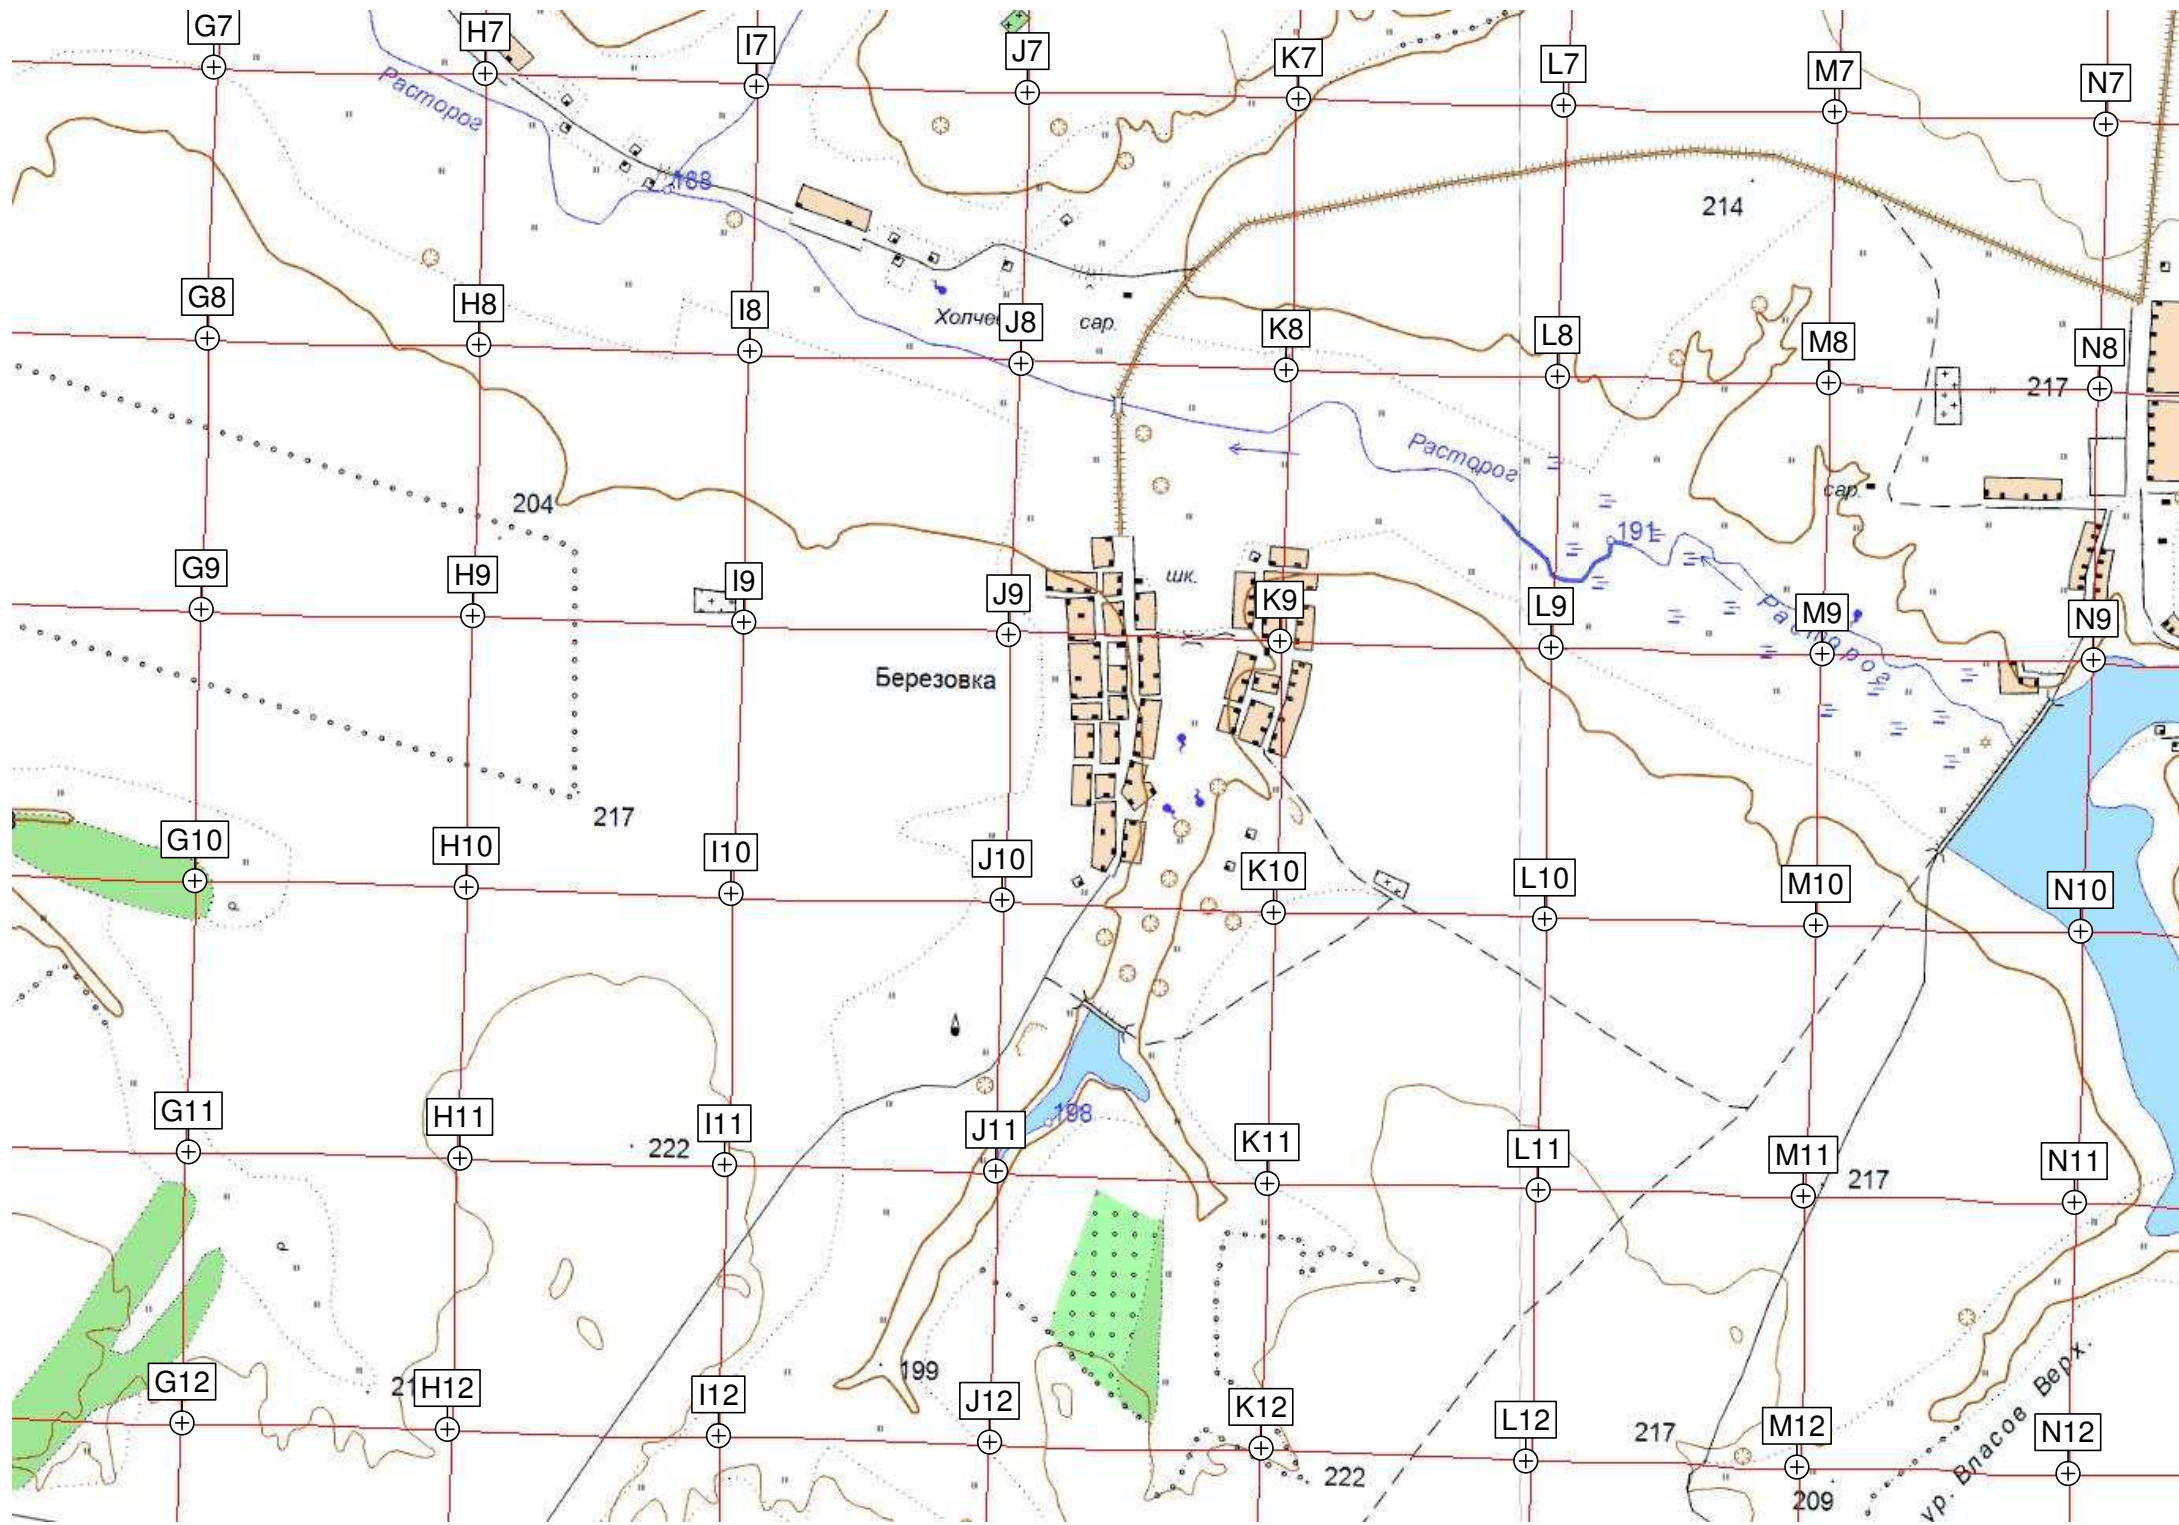 G7
H7
I7
J7
K7
L7
M7
N7
Расторог
188
214
G8
H8
I8
Холче
J8
сар.
K8
L8
M8
N8
217
Расторог
204
сар.
191
G9
H9
I9
J9
шк.
K9
L9
M9
N9
Расторог
Березовка
217
G10
H10
I10
J10
K10
L10
M10
N10
G11
H11
I11
J11
198
K11
L11
M11
N11
222
217
199
G12
21
H12
I12
J12
K12
L12
M12
N12
217
222
209
ур. Власов Верх.